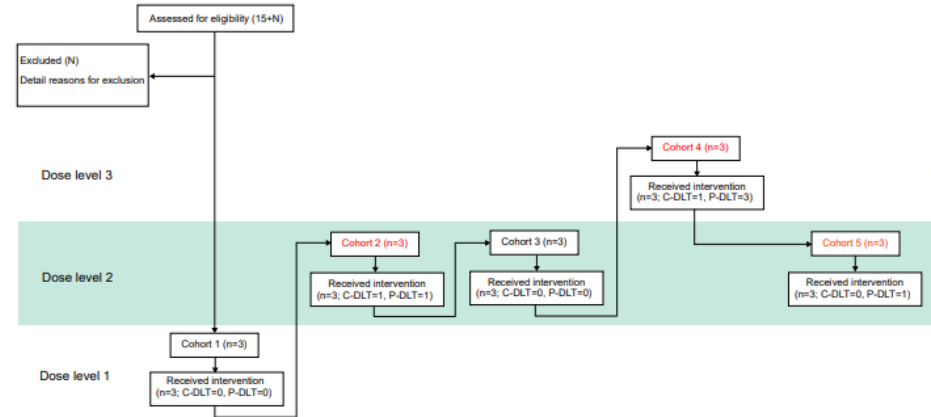 Assessed for eligibility (15+N)
Excluded (N)
Detail reasons for exclusion
Dose level 3
Cohort 4 (n=3)
Received intervention
(n=3; C-DLT=1, P-DLT=3)
Dose level 2
Cohort 2 (n=3)
Received intervention
(n=3; C-DLT=1, P-DLT=1)
Cohort 3 (n=3)
Received intervention
(n=3; C-DLT=0, P-DLT=0)
Cohort 5 (n=3)
Received intervention
(n=3; C-DLT=0, P-DLT=1)
Dose level 1
Cohort 1 (n=3)
Received intervention
(n=3; C-DLT=0, P-DLT=0)